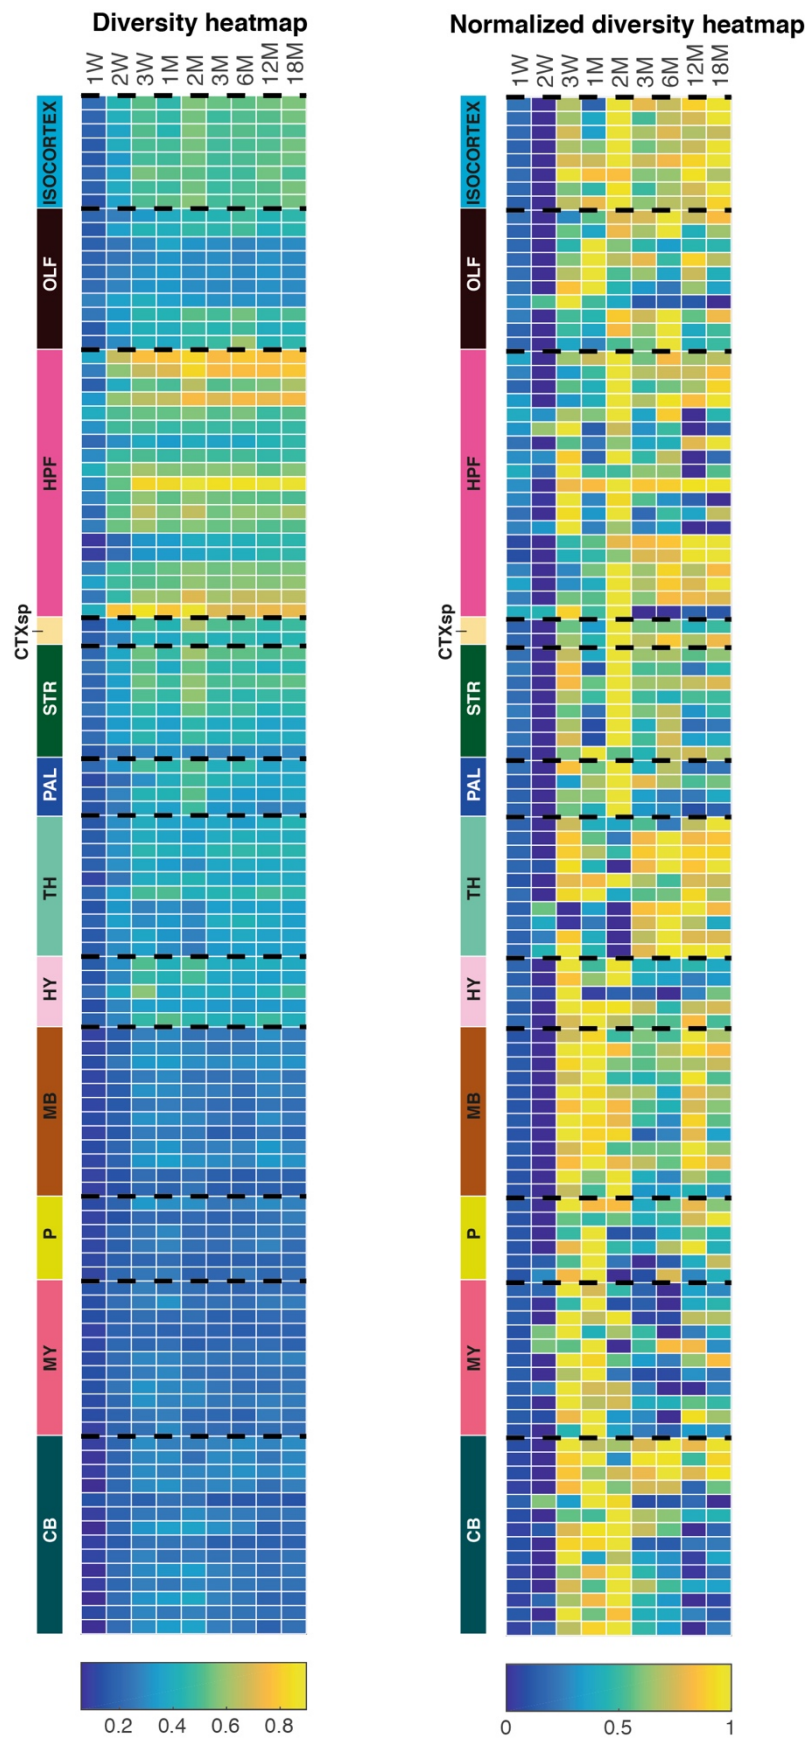 Diversity heatmap
1W 2W 3W 1M 2M 3M 6M 12M 18M
ISOCORTEX
OLF
HPF
CTXsp
STR
PAL
TH
HY
MB
P
MY
CB
0.2 0.4 0.6 0.8
Normalized diversity heatmap
1W 2W 3W 1M 2M 3M 6M 12M 18M
ISOCORTEX
OLF
HPF
CTXsp
STR
PAL
TH
HY
MB
P
MY
CB
0 0.5 1